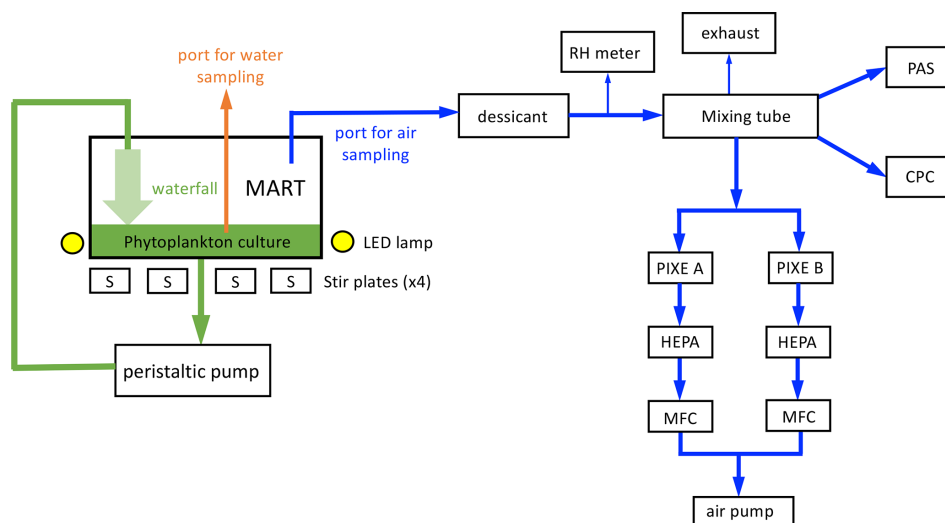 exhaust
port for water
sampling
RH meter
PAS
dessicant
Mixing tube
port for air
sampling
MART
waterfall
CPC
Phytoplankton culture
LED lamp
PIXE A
PIXE B
S
S
S
S
Stir plates (x4)
HEPA
HEPA
peristaltic pump
MFC
MFC
air pump